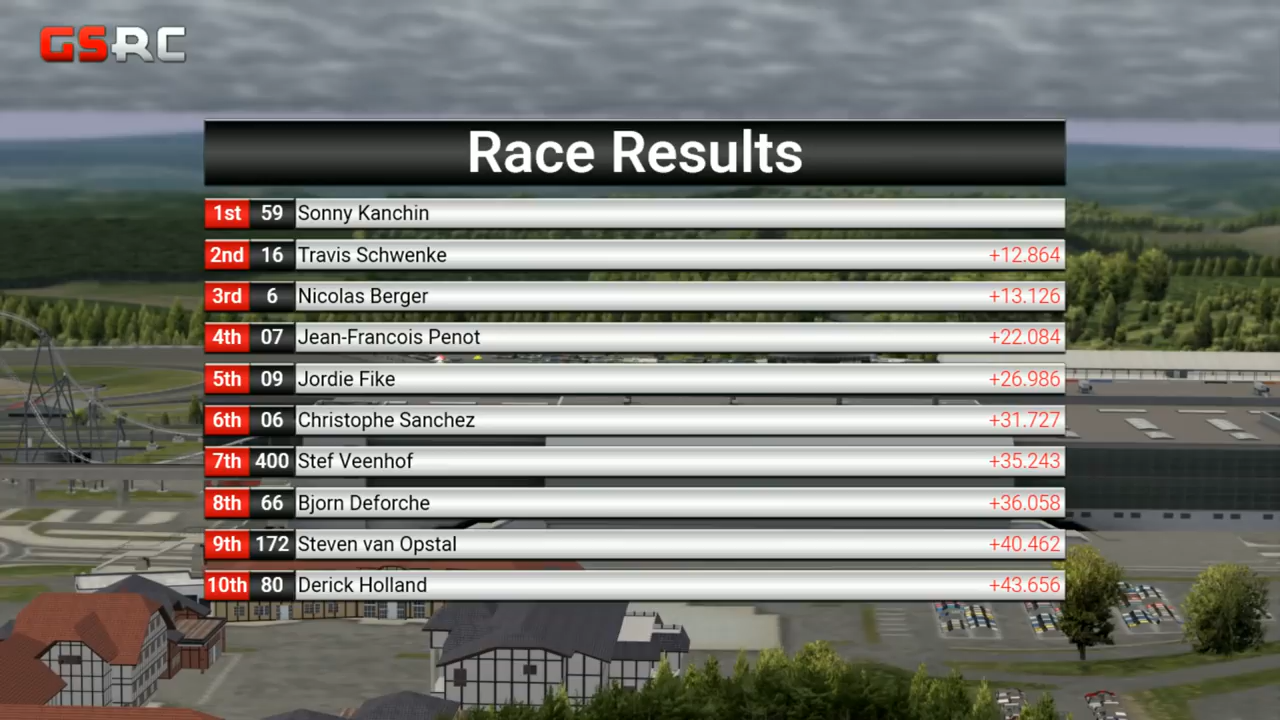 GSRC
Race Results
1st 59 Sonny Kanchin
2nd 16 Travis Schwenke +12.864
3rd 6 Nicolas Berger +13.126
4th 07 Jean-Francois Penot +22.084
5th 09 Jordie Fike +26.986
6th 06 Christophe Sanchez +31.727
7th 400 Stef Veenhof +35.243
8th 66 Bjorn Deforche +36.058
9th 172 Steven van Opstal +40.462
10th 80 Derick Holland +43.656